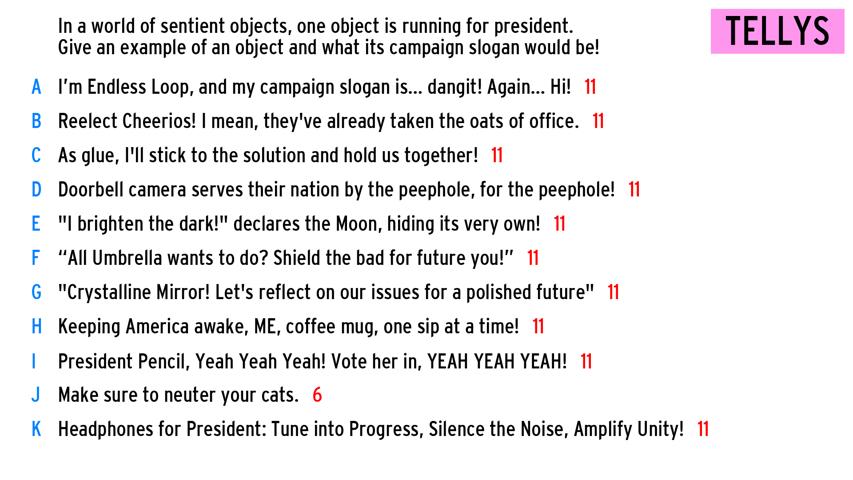 In a world of sentient objects, one object is running for president.
Give an example of an object and what its campaign slogan would be!
TELLYS
A I'm Endless Loop, and my campaign slogan is... dangit! Again... Hi! 11
B Reelect Cheerios! I mean, they've already taken the oats of office. 11
C As glue, I'll stick to the solution and hold us together! 11
D Doorbell camera serves their nation by the peephole, for the peephole! 11
E "I brighten the dark!" declares the Moon, hiding its very own! 11
F “All Umbrella wants to do? Shield the bad for future you!” 11
G "Crystalline Mirror! Let's reflect on our issues for a polished future" 11
H Keeping America awake, ME, coffee mug, one sip at a time! 11
I President Pencil, Yeah Yeah Yeah! Vote her in, YEAH YEAH YEAH! 11
J Make sure to neuter your cats. 6
K Headphones for President: Tune into Progress, Silence the Noise, Amplify Unity! 11